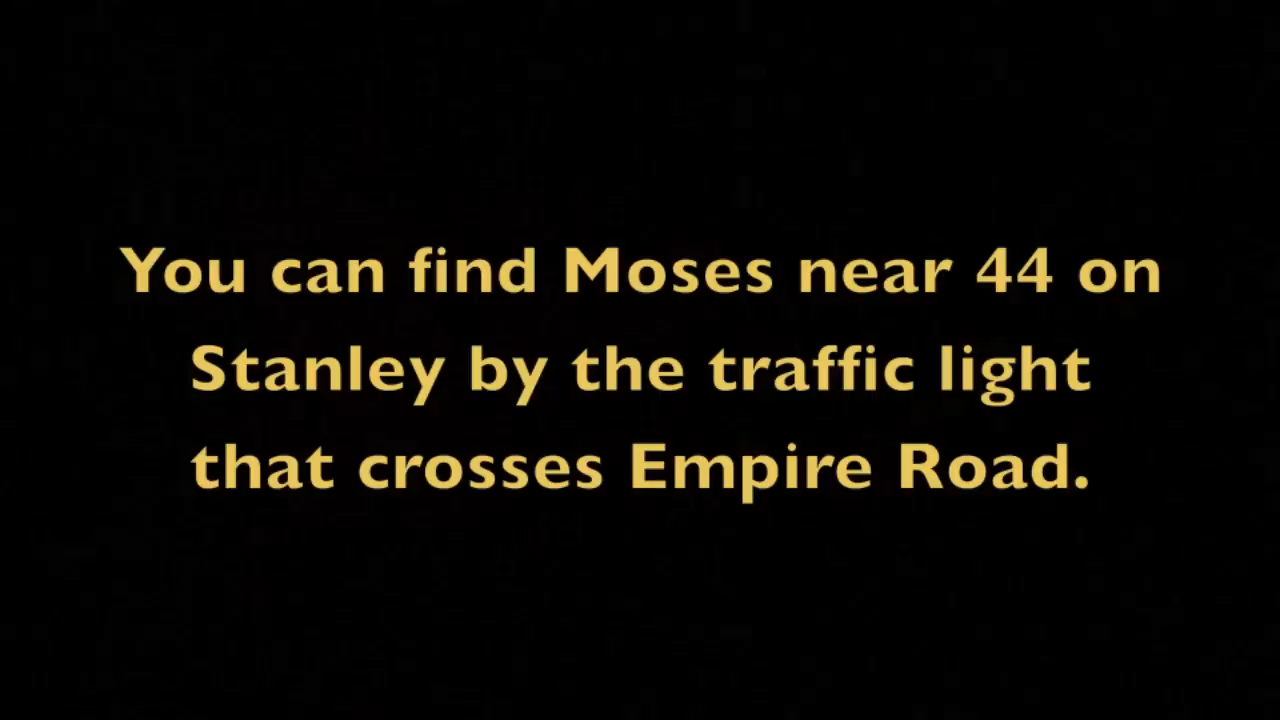 You can find Moses near 44 on
Stanley by the traffic light
that crosses Empire Road.